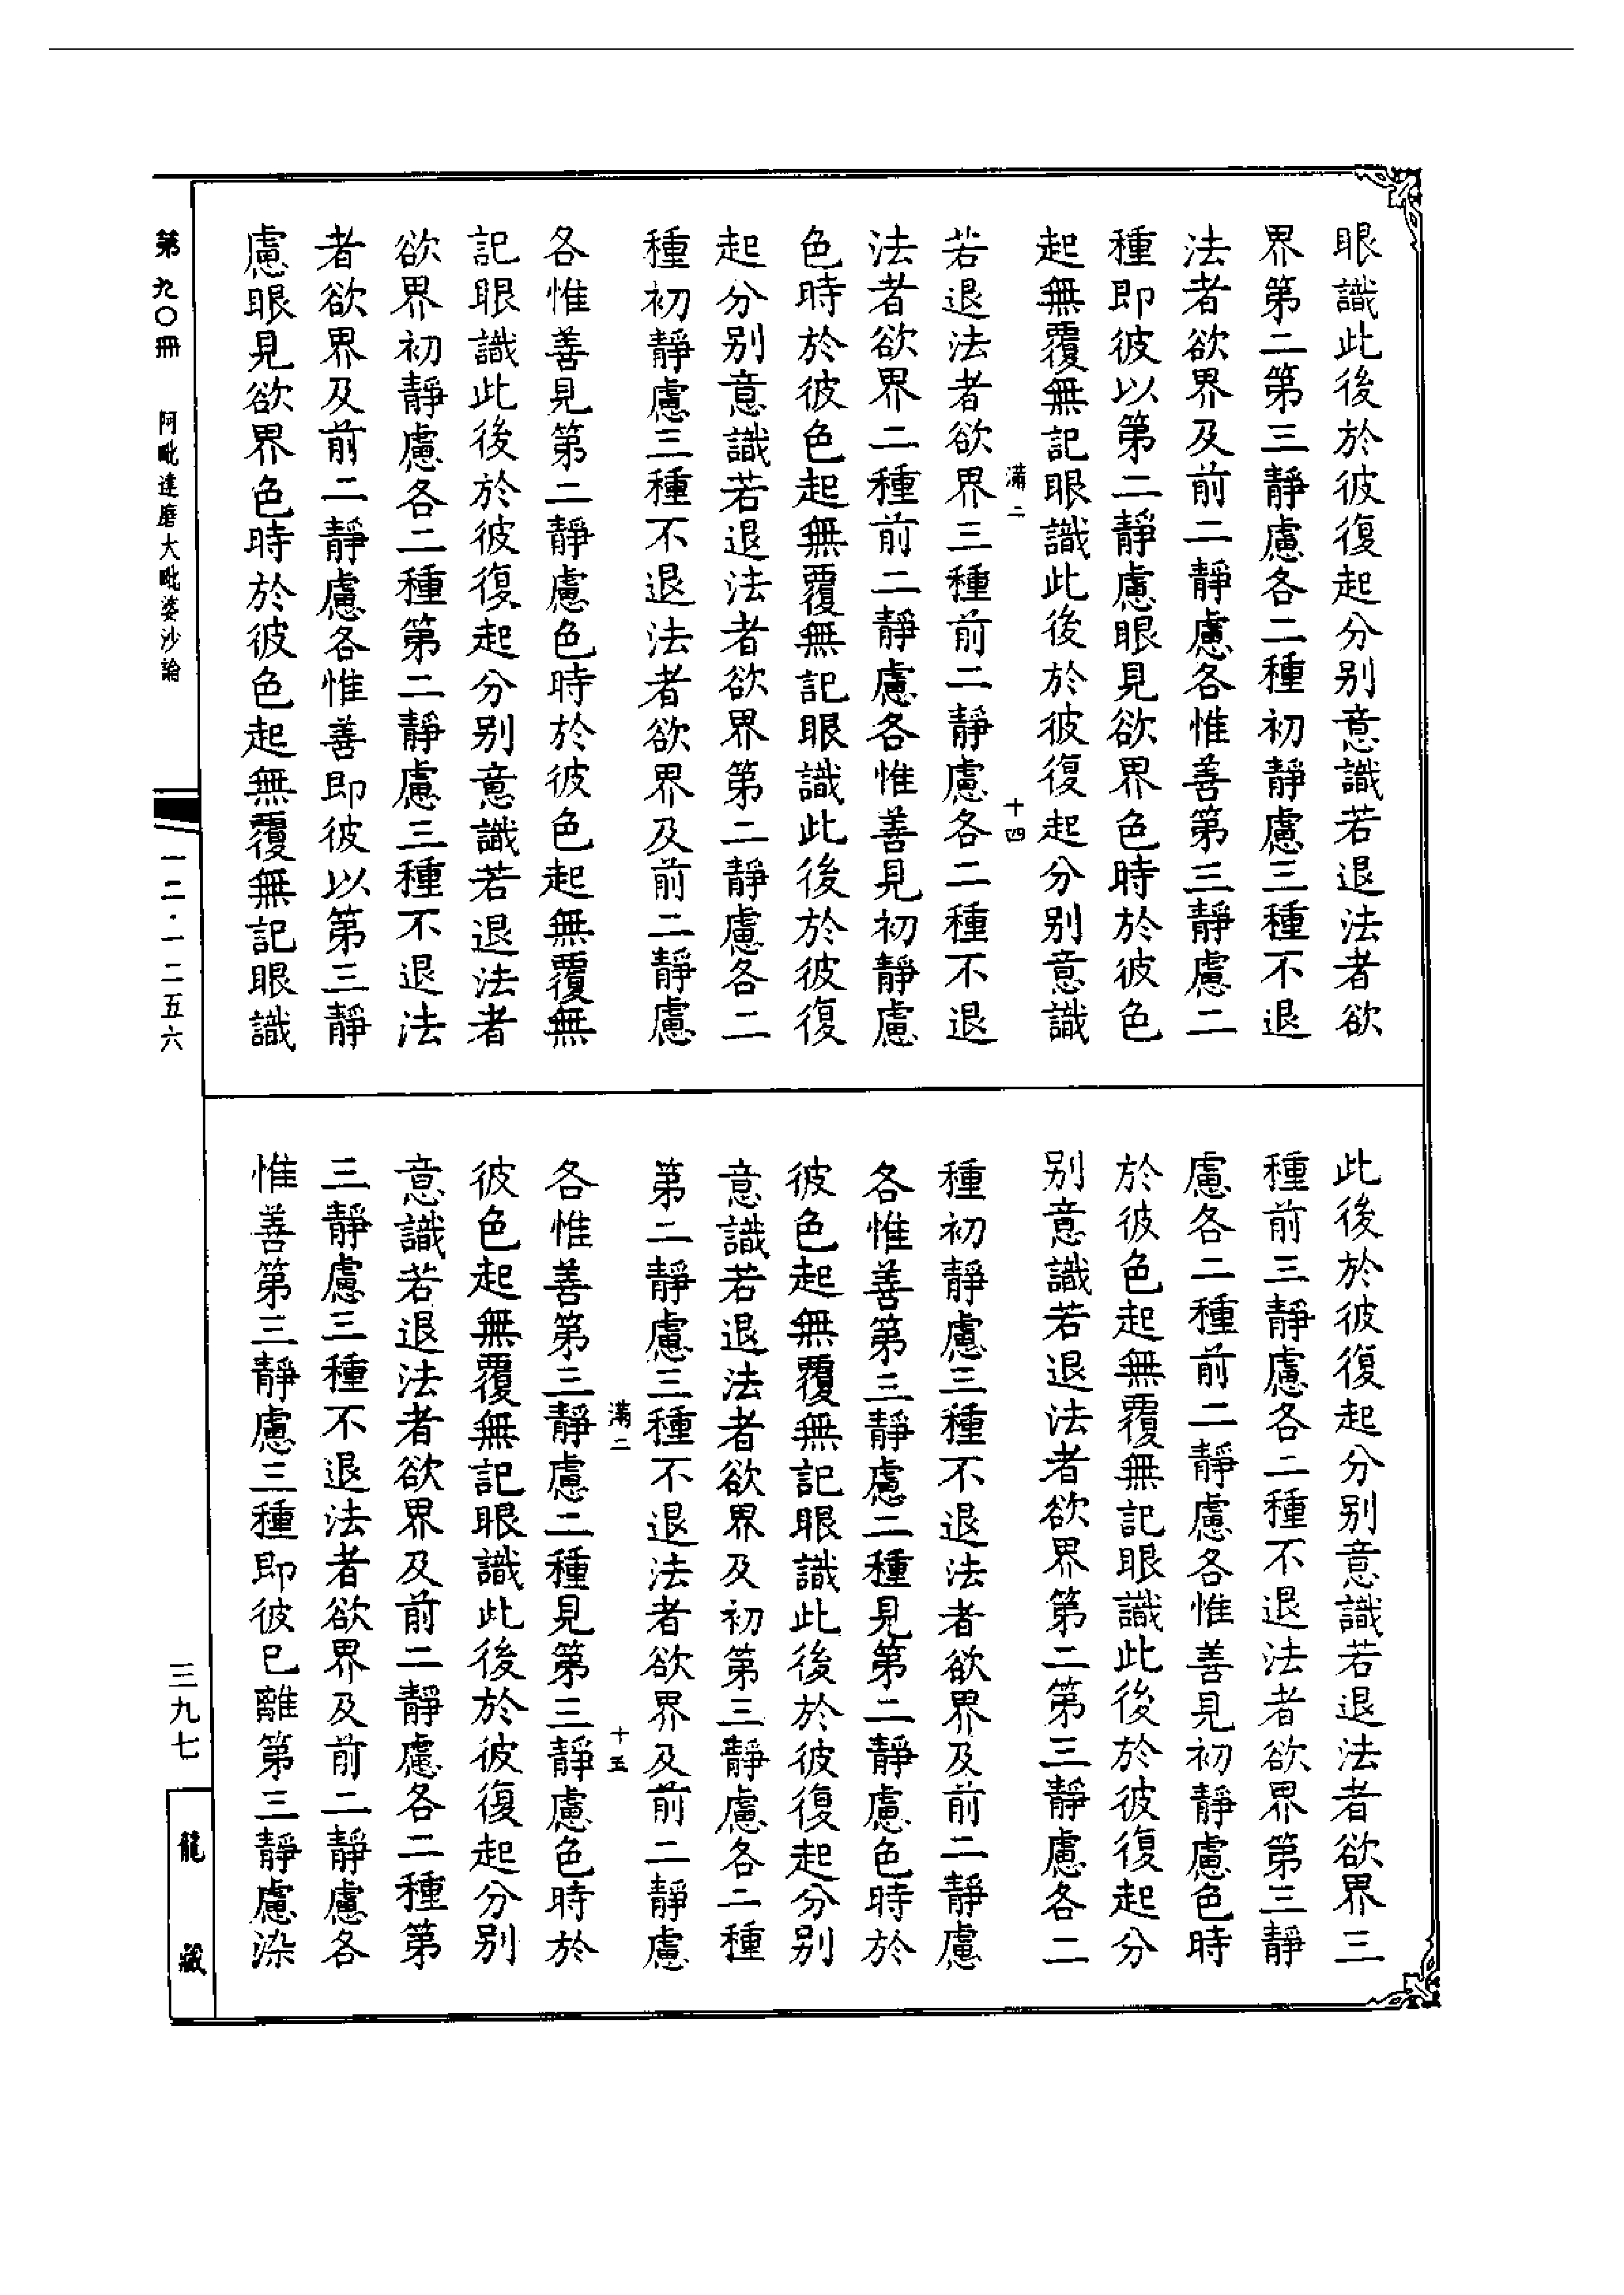 眼識此後於彼復起分別意識若退法者欲
界第二第三靜慮各二種初靜慮三種不退
法者欲界及前二靜慮各惟善第三靜慮二
種即彼以第二靜慮眼見欲界色時於彼色
起無覆無記眼識此後於彼復起分別意識
滿二 十四
若退法者欲界三種前二靜慮各二種不退
法者欲界二種前二靜慮各惟善見初靜慮
色時於彼色起無覆無記眼識此後於彼復
起分別意識若退法者欲界第二靜慮各二
種初靜慮三種不退法者欲界及前二靜慮
各惟善見第二靜慮色時於彼色起無覆無
記眼識此後於彼復起分別意識若退法者
欲界初靜慮各二種第二靜慮三種不退法
者欲界及前二靜慮各惟善即彼以第三靜
慮眼見欲界色時於彼色起無覆無記眼識
此後於彼復起分別意識若退法者欲界三
種前三靜慮各二種不退法者欲界第三靜
慮各二種前二靜慮各惟善見初靜慮色時
於彼色起無覆無記眼識此後於彼復起分
別意識若退法者欲界第二第三靜慮各二
種初靜慮三種不退法者欲界及前二靜慮
各惟善第三靜慮二種見第二靜慮色時於
彼色起無覆無記眼識此後於彼復起分別
意識若退法者欲界及初第三靜慮各二種
第二靜慮三種不退法者欲界及前二靜慮
滿二 十五
各惟善第三靜慮二種見第三靜慮色時於
彼色起無覆無記眼識此後於彼復起分別
意識若退法者欲界及前二靜慮各二種第
三靜慮三種不退法者欲界及前二靜慮各
惟善第三靜慮三種即彼已離第三靜慮染
第九〇冊 阿毗達磨大毗婆沙論
一二·一二五六
三九七
龍藏